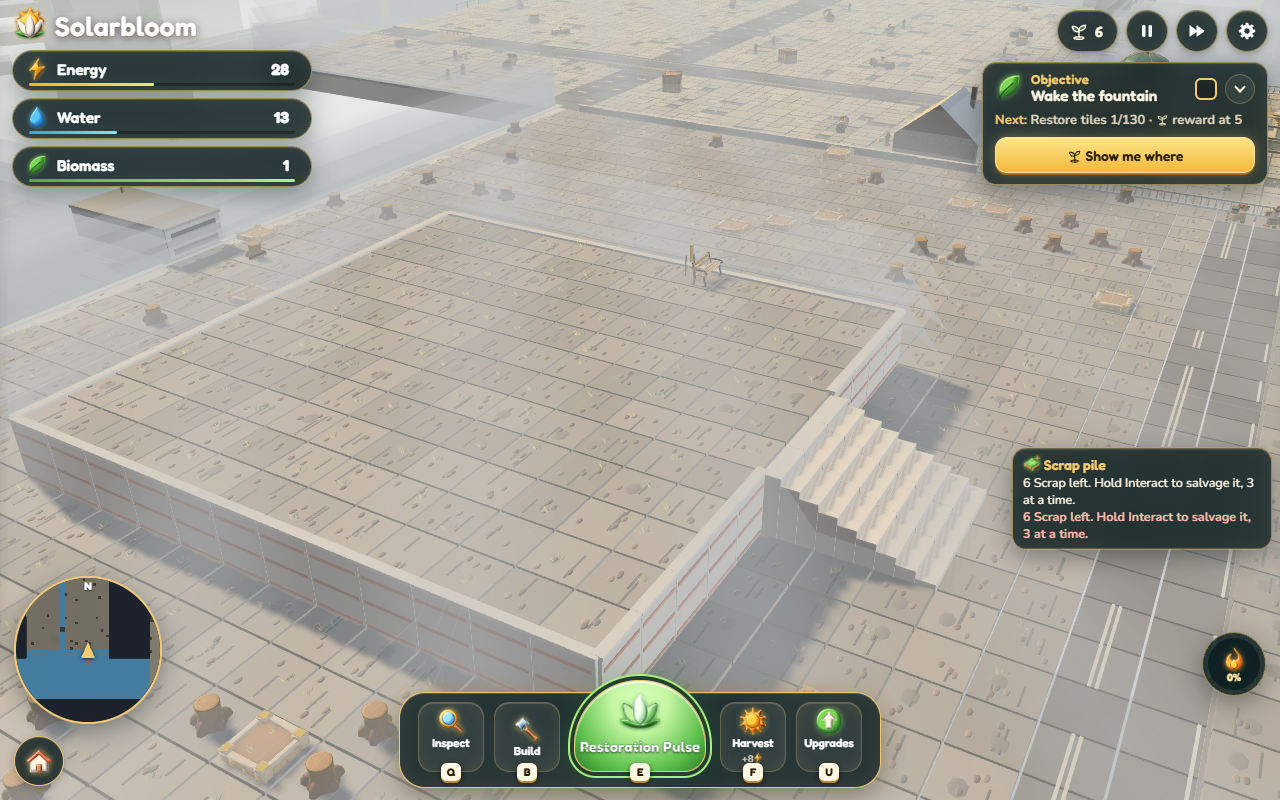 Solarbloom
6
Energy 28
Water 13
Biomass 1
Objective
Wake the fountain
Next: Restore tiles 1/130 · reward at 5
Show me where
Scrap pile
6 Scrap left. Hold Interact to salvage it, 3
at a time.
6 Scrap left. Hold Interact to salvage it,
3 at a time.
N
0%
Inspect
Build
Restoration Pulse
Harvest
Upgrades
+8
Q
B
E
F
U